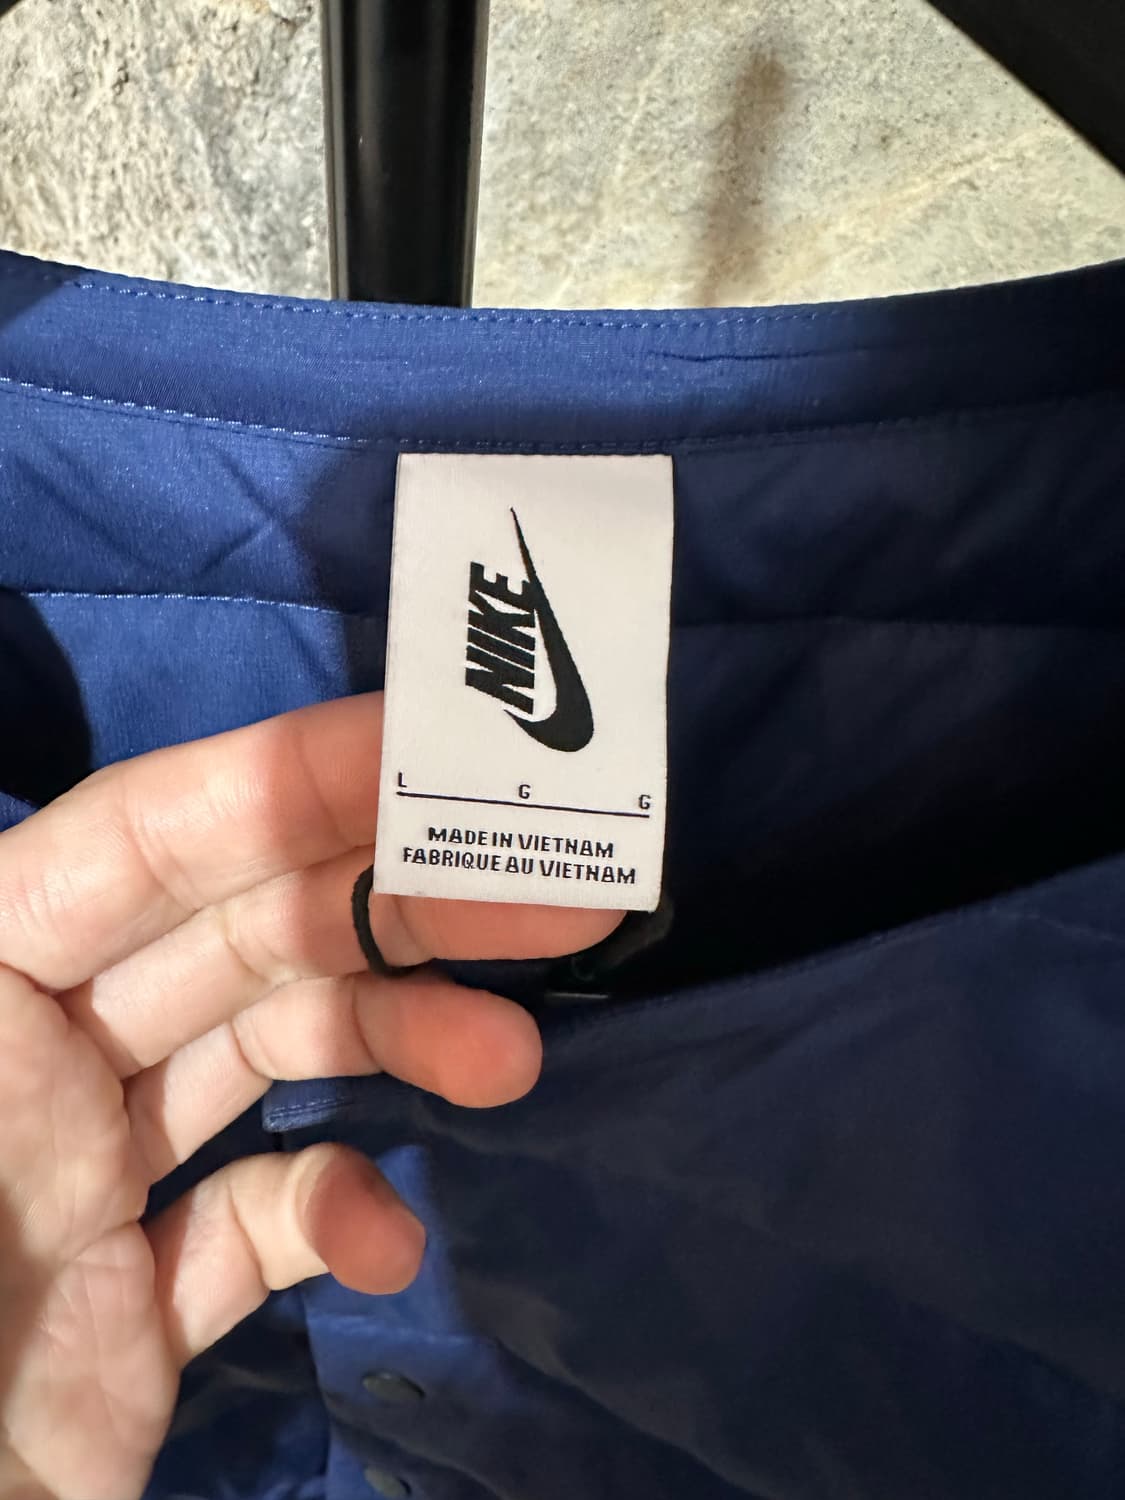 NIKE
L G G
MADE IN VIETNAM
FABRIQUE AU VIETNAM